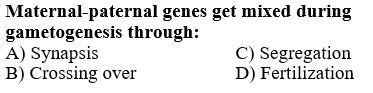 Maternal-paternal genes get mixed during
gametogenesis through:
A) Synapsis C) Segregation
B) Crossing over D) Fertilization